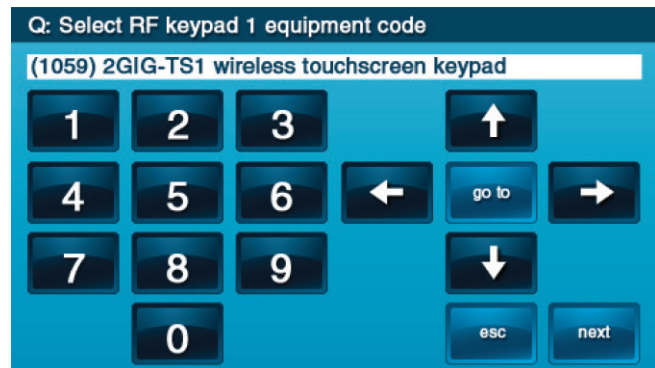 Q: Select RF keypad 1 equipment code
(1059) 2GIG-TS1 wireless touchscreen keypad
1 2 3
4 5 6 go to
7 8 9
0 esc next